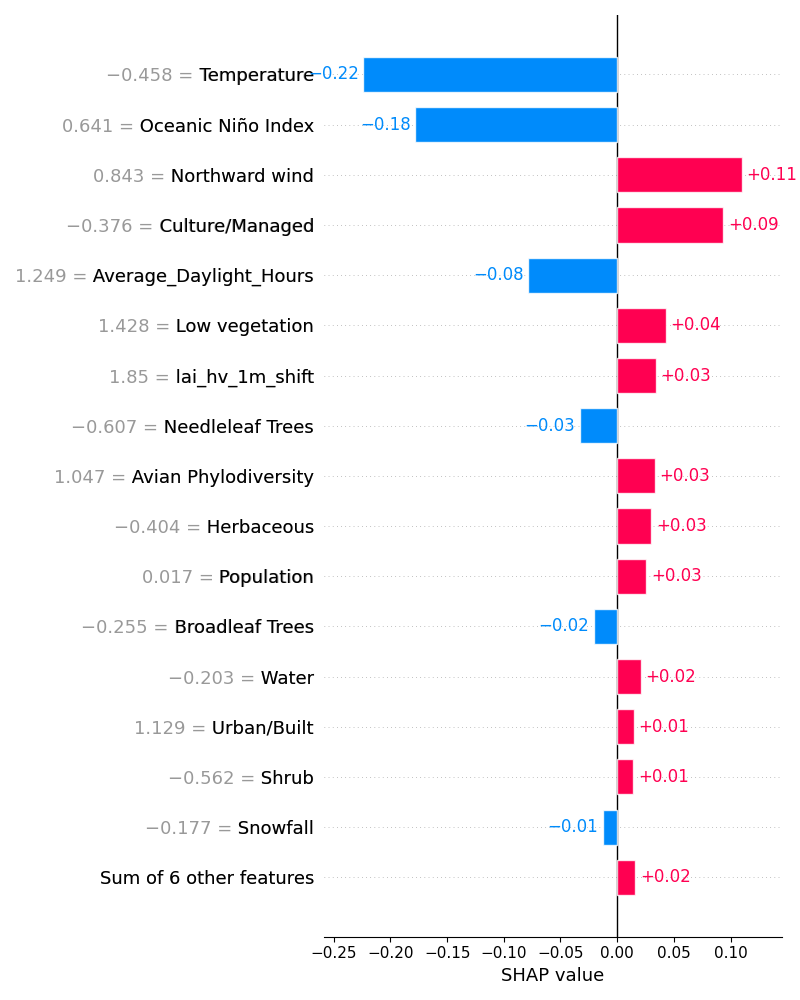 −0.458 = Temperature −0.22
0.641 = Oceanic Niño Index −0.18
0.843 = Northward wind +0.11
−0.376 = Culture/Managed +0.09
1.249 = Average_Daylight_Hours −0.08
1.428 = Low vegetation +0.04
1.85 = lai_hv_1m_shift +0.03
−0.607 = Needleleaf Trees −0.03
1.047 = Avian Phylodiversity +0.03
−0.404 = Herbaceous +0.03
0.017 = Population +0.03
−0.255 = Broadleaf Trees −0.02
−0.203 = Water +0.02
1.129 = Urban/Built +0.01
−0.562 = Shrub +0.01
−0.177 = Snowfall −0.01
Sum of 6 other features +0.02
−0.25 −0.20 −0.15 −0.10 −0.05 0.00 0.05 0.10
SHAP value